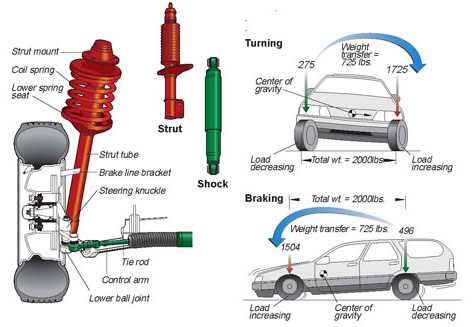 Strut mount
Coil spring
Lower spring
seat
Strut
Shock
Strut tube
Brake line bracket
Steering knuckle
Tie rod
Control arm
Lower ball joint
Turning
Weight
transfer =
725 lbs.
275
1725
Center of
gravity
Load
decreasing
Total wt. = 2000lbs.
Load
increasing
Braking
Total wt. = 2000lbs.
Weight transfer = 725 lbs.
1504
496
Load
increasing
Center of
gravity
Load
decreasing